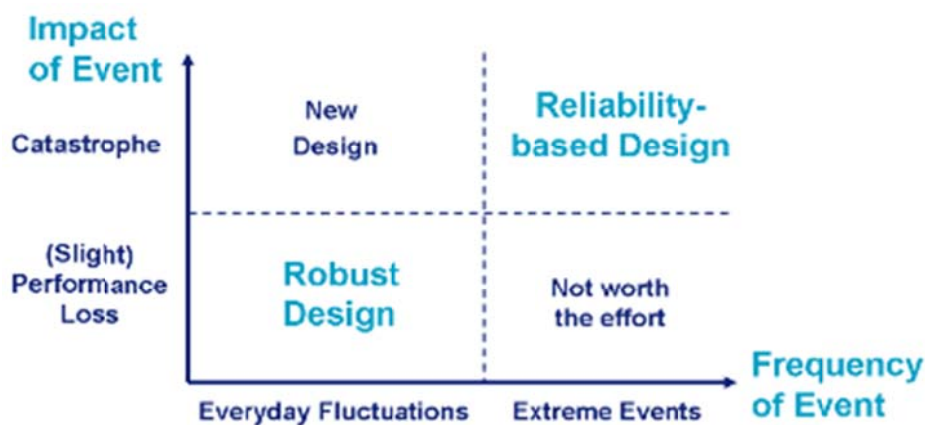 Impact
of Event
Catastrophe
New
Design
Reliability-
based Design
(Slight)
Performance
Loss
Robust
Design
Not worth
the effort
Everyday Fluctuations
Extreme Events
Frequency
of Event